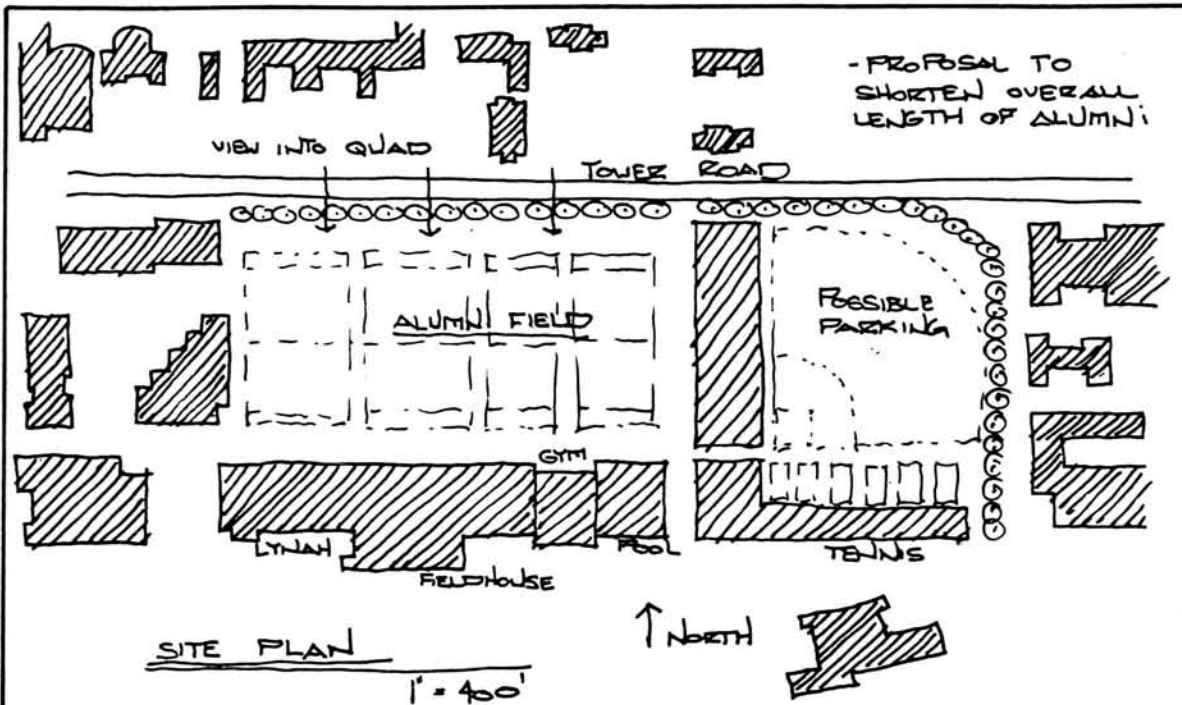 - PROPOSAL TO
SHORTEN OVERALL
LENGTH OF ALUMNI
VIEW INTO QUAD
TOWER ROAD
ALUMNI FIELD
POSSIBLE
PARKING
GYM
LYNAH
POOL
TENNIS
FIELDHOUSE
↑ NORTH
SITE PLAN
1" = 400'